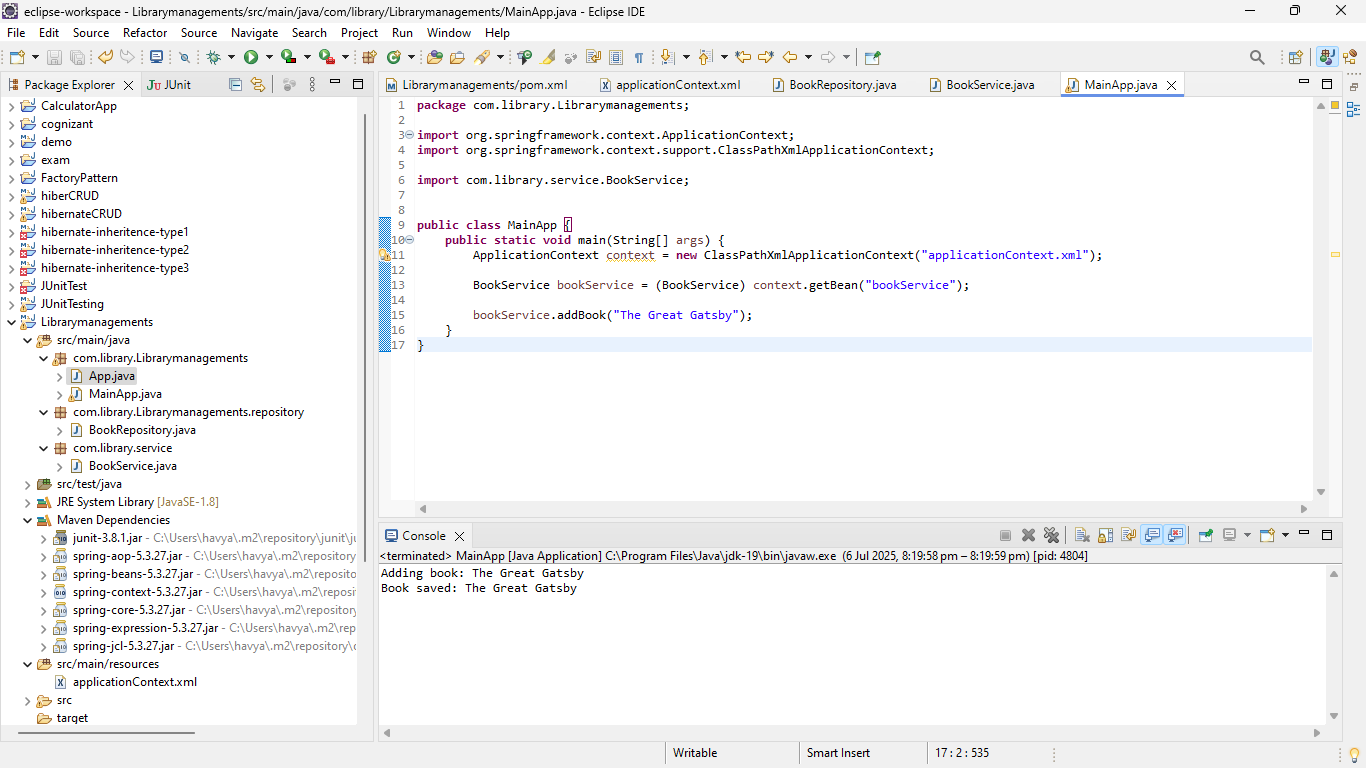 eclipse-workspace - Librarymanagements/src/main/java/com/library/Librarymanagements/MainApp.java - Eclipse IDE
File Edit Source Refactor Source Navigate Search Project Run Window Help
Package Explorer
JUnit
CalculatorApp
cognizant
demo
exam
FactoryPattern
hiberCRUD
hibernateCRUD
hibernate-inheritence-type1
hibernate-inheritence-type2
hibernate-inheritence-type3
JUnitTest
JUnitTesting
Librarymanagements
src/main/java
com.library.Librarymanagements
App.java
MainApp.java
com.library.Librarymanagements.repository
BookRepository.java
com.library.service
BookService.java
src/test/java
JRE System Library [JavaSE-1.8]
Maven Dependencies
junit-3.8.1.jar - C:\Users\havya\.m2\repository\junit\ju
spring-aop-5.3.27.jar - C:\Users\havya\.m2\repository
spring-beans-5.3.27.jar - C:\Users\havya\.m2\reposito
spring-context-5.3.27.jar - C:\Users\havya\.m2\reposi
spring-core-5.3.27.jar - C:\Users\havya\.m2\repository
spring-expression-5.3.27.jar - C:\Users\havya\.m2\rep
spring-jcl-5.3.27.jar - C:\Users\havya\.m2\repository\o
src/main/resources
applicationContext.xml
src
target
Librarymanagements/pom.xml applicationContext.xml BookRepository.java BookService.java MainApp.java
1 package com.library.Librarymanagements;
2
3 import org.springframework.context.ApplicationContext;
4 import org.springframework.context.support.ClassPathXmlApplicationContext;
5
6 import com.library.service.BookService;
7
8
9 public class MainApp {
10 public static void main(String[] args) {
11 ApplicationContext context = new ClassPathXmlApplicationContext("applicationContext.xml");
12
13 BookService bookService = (BookService) context.getBean("bookService");
14
15 bookService.addBook("The Great Gatsby");
16 }
17 }
Console
<terminated> MainApp [Java Application] C:\Program Files\Java\jdk-19\bin\javaw.exe (6 Jul 2025, 8:19:58 pm – 8:19:59 pm) [pid: 4804]
Adding book: The Great Gatsby
Book saved: The Great Gatsby
Writable Smart Insert 17 : 2 : 535